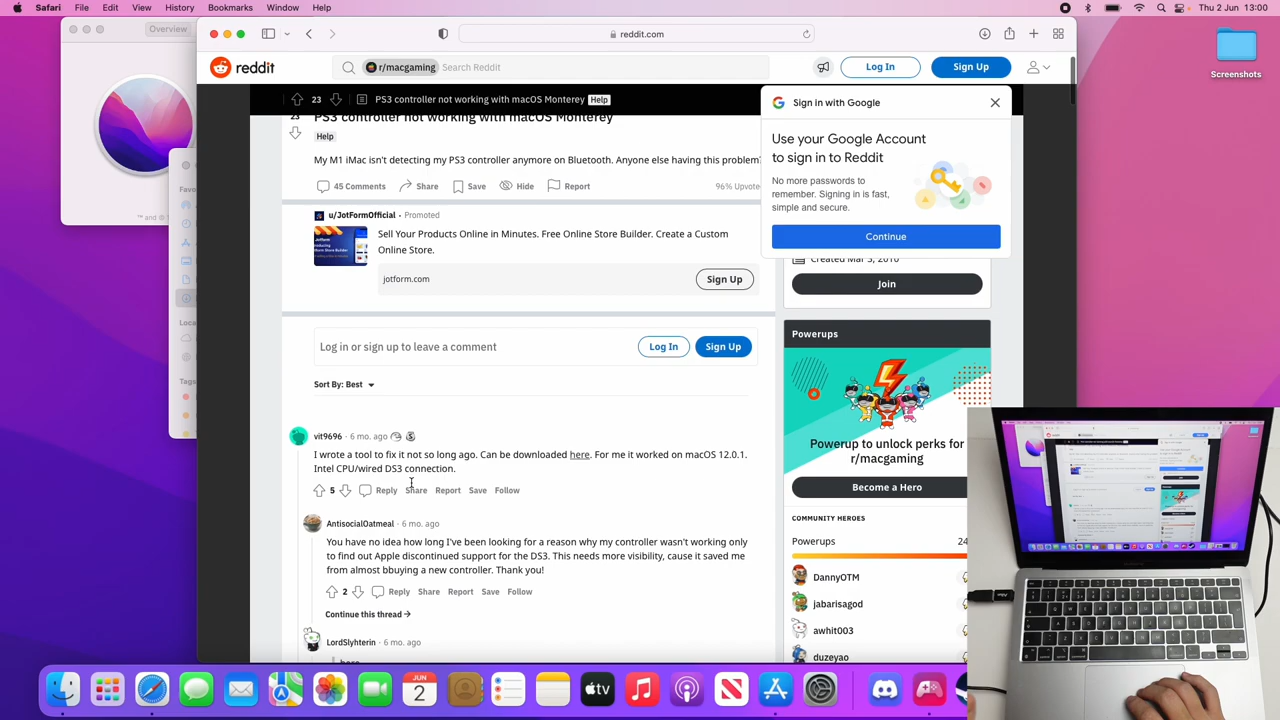 Safari File Edit View History Bookmarks Window Help
Thu 2 Jun 13:00
Overview
reddit.com
reddit
r/macgaming Search Reddit
Log In
Sign Up
Screenshots
23
PS3 controller not working with macOS Monterey Help
23
PS3 controller not working with macOS Monterey
Help
My M1 iMac isn't detecting my PS3 controller anymore on Bluetooth. Anyone else having this problem?
45 Comments Share Save Hide Report
96% Upvote
Sign in with Google
Use your Google Account
to sign in to Reddit
No more passwords to
remember. Signing in is fast,
simple and secure.
Continue
u/JotFormOfficial • Promoted
Sell Your Products Online in Minutes. Free Online Store Builder. Create a Custom
Online Store.
jotform.com
Sign Up
Join
Powerups
Log in or sign up to leave a comment
Log In
Sign Up
Sort By: Best
vit9696 · 6 mo. ago
I wrote a tool to fix it not so long ago. Can be downloaded here. For me it worked on macOS 12.0.1.
Intel CPU/wired DS3 connection.
5 Reply Share Report Save Follow
AntisocialOatmeal · 6 mo. ago
You have no idea how long I've been looking for a reason why my controller wasn't working only
to find out Apple discontinued support for the DS3. This needs more visibility, cause it saved me
from almost bbuying a new controller. Thank you!
2 Reply Share Report Save Follow
Continue this thread
LordSlyhterin · 6 mo. ago
Powerup to unlock perks for
r/macgaming
Become a Hero
COMMUNITY HEROES
Powerups
DannyOTM
jabarisagod
awhit003
duzeyao
Favo
Loca
Tags
JUN
2
tv